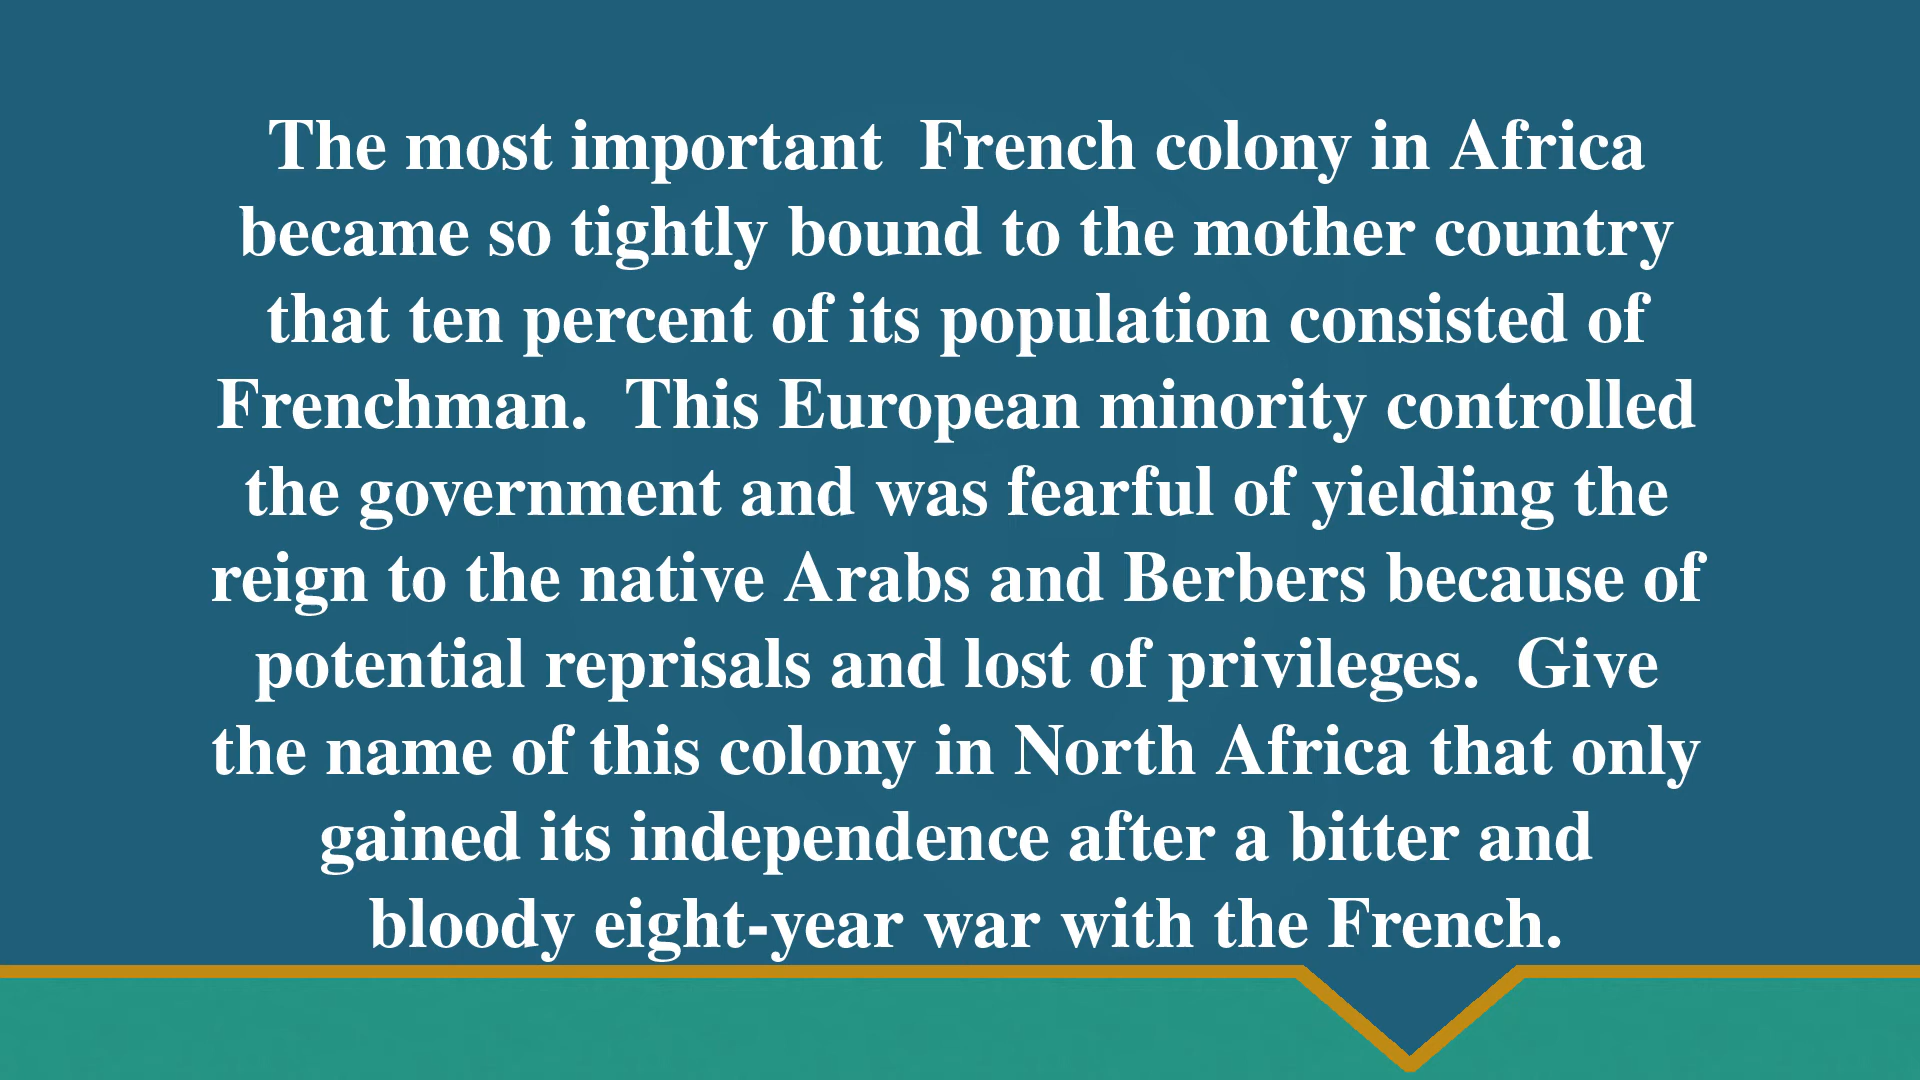 The most important  French colony in Africa
became so tightly bound to the mother country
that ten percent of its population consisted of
Frenchman.  This European minority controlled
the government and was fearful of yielding the
reign to the native Arabs and Berbers because of
potential reprisals and lost of privileges.  Give
the name of this colony in North Africa that only
gained its independence after a bitter and
bloody eight-year war with the French.